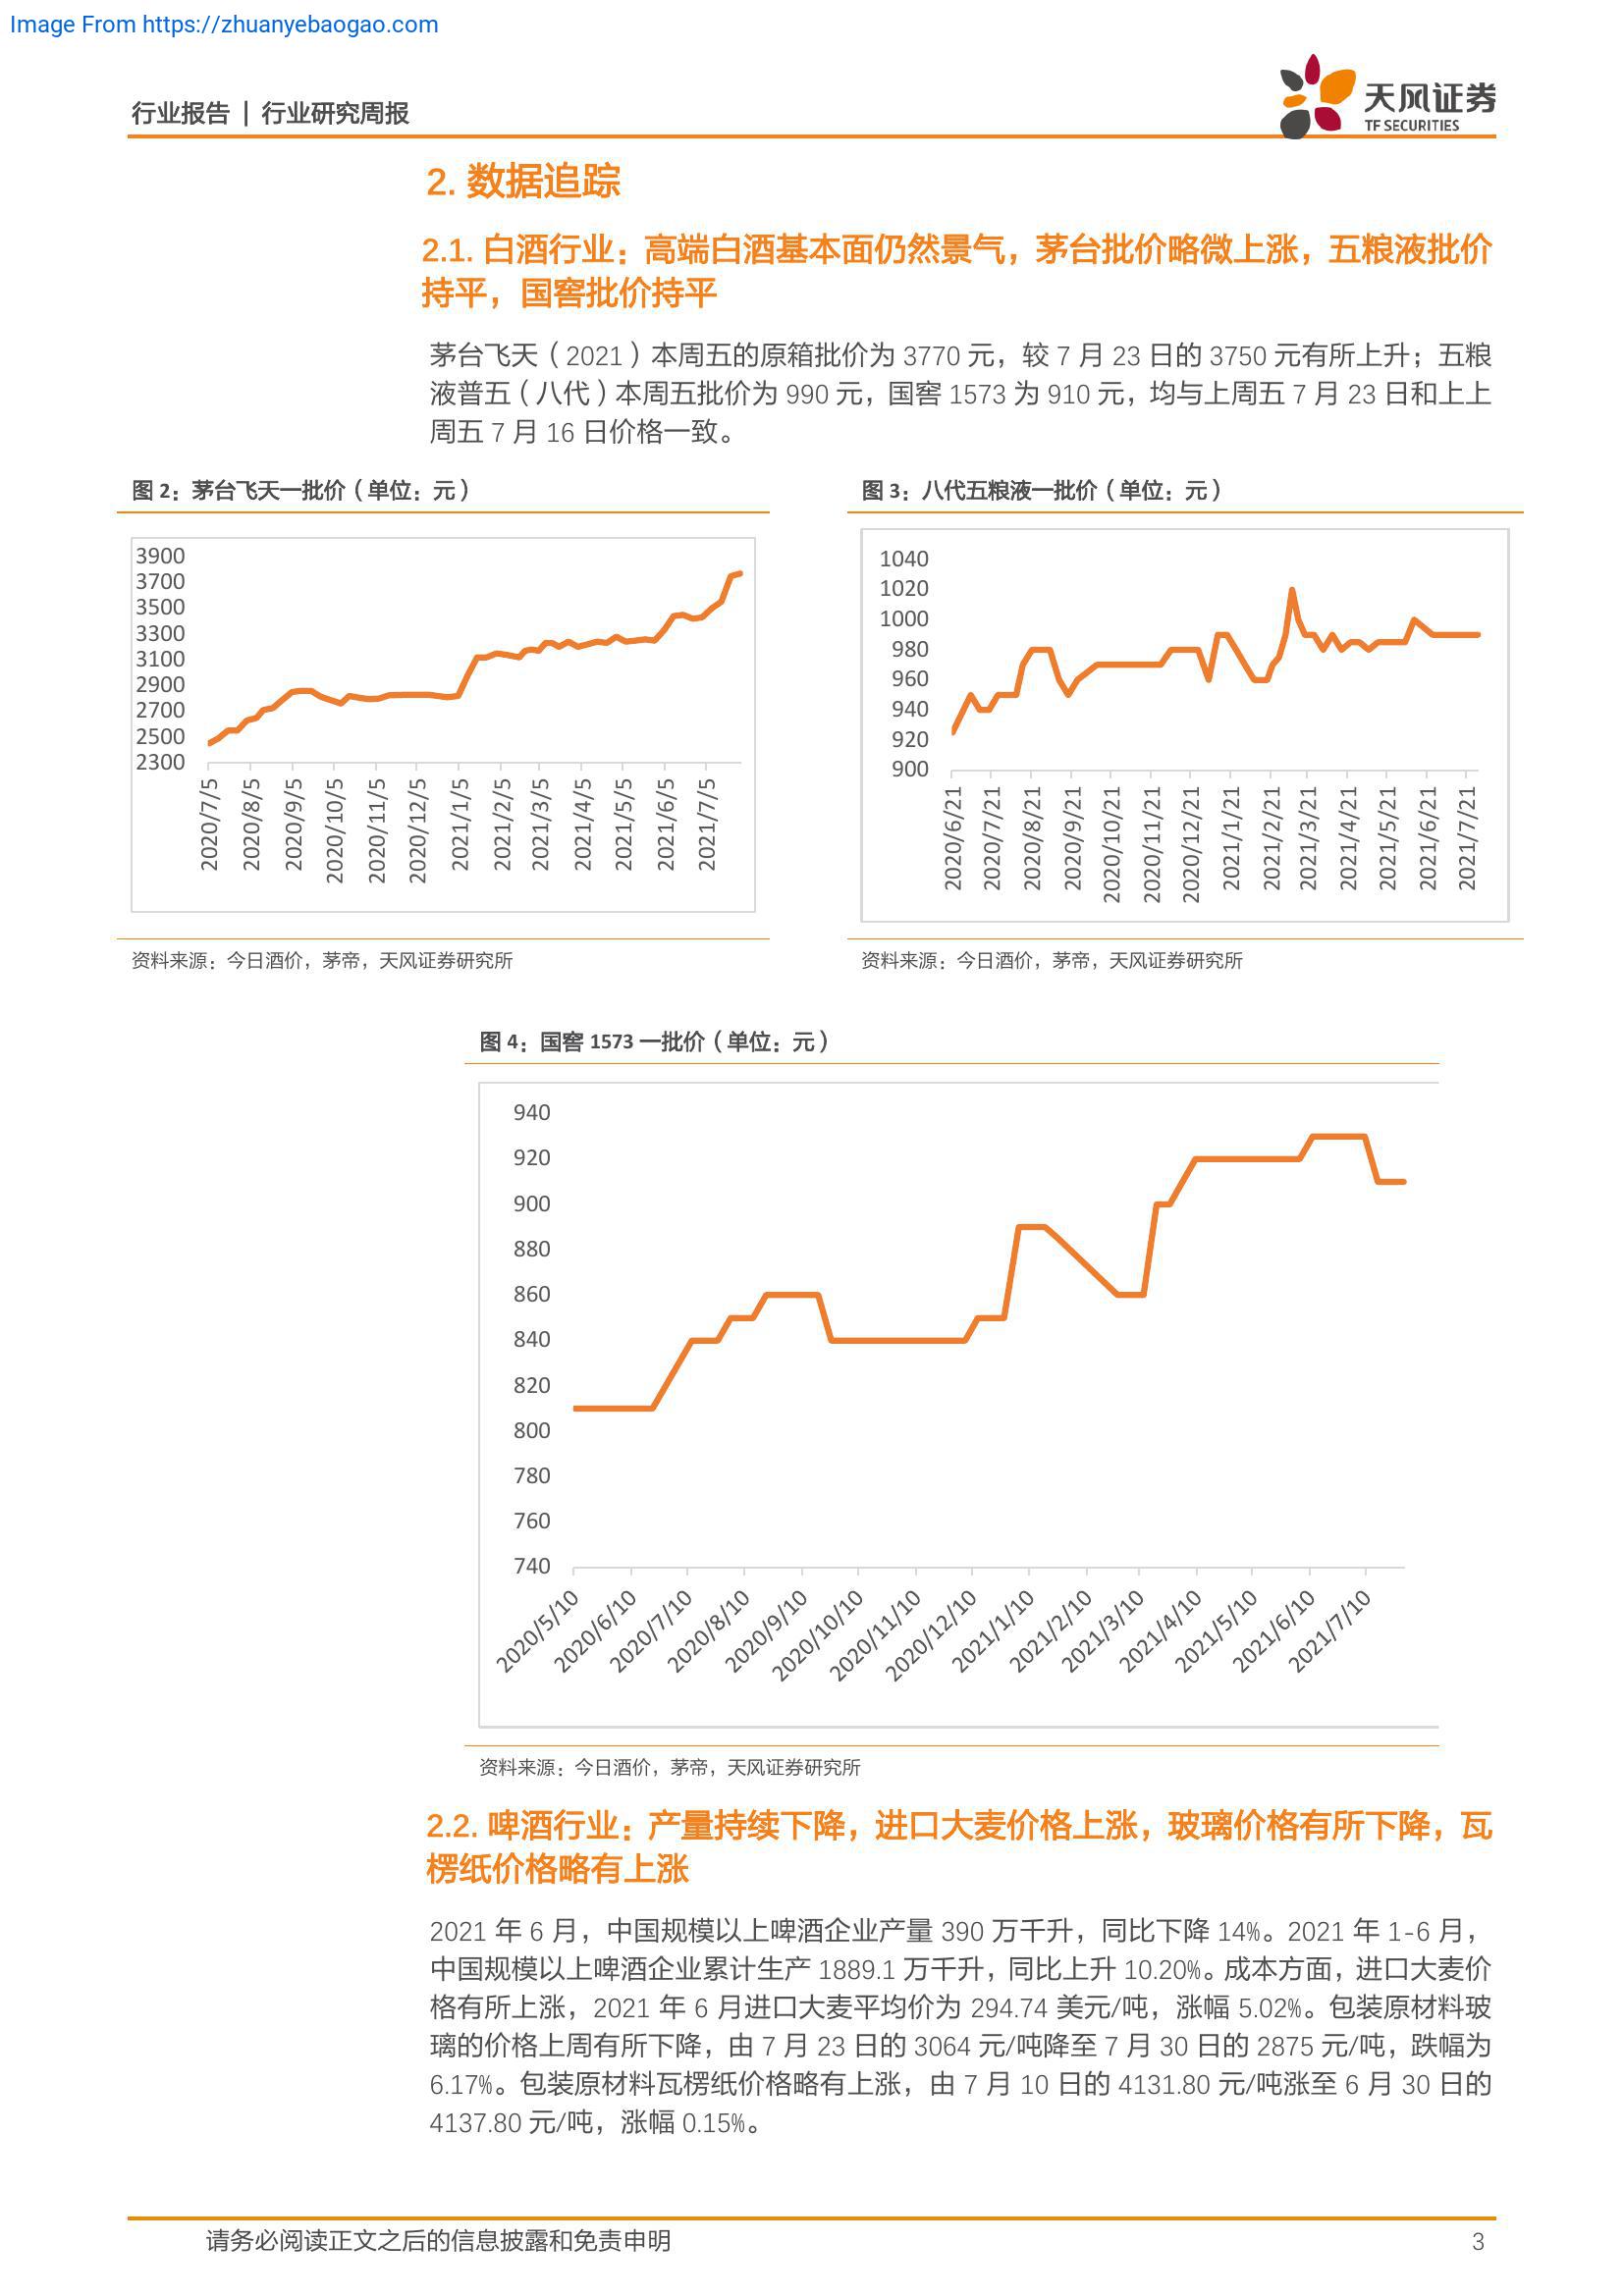 Image From https://zhuanyebaogao.com
行业报告 | 行业研究周报
天风证券
TF SECURITIES
2. 数据追踪
2.1. 白酒行业：高端白酒基本面仍然景气，茅台批价略微上涨，五粮液批价
持平，国窖批价持平
茅台飞天（2021）本周五的原箱批价为 3770 元，较 7 月 23 日的 3750 元有所上升；五粮
液普五（八代）本周五批价为 990 元，国窖 1573 为 910 元，均与上周五 7 月 23 日和上上
周五 7 月 16 日价格一致。
图 2：茅台飞天一批价（单位：元）
3900
3700
3500
3300
3100
2900
2700
2500
2300
2020/7/5
2020/8/5
2020/9/5
2020/10/5
2020/11/5
2020/12/5
2021/1/5
2021/2/5
2021/3/5
2021/4/5
2021/5/5
2021/6/5
2021/7/5
资料来源：今日酒价，茅帝，天风证券研究所
图 3：八代五粮液一批价（单位：元）
1040
1020
1000
980
960
940
920
900
2020/6/21
2020/7/21
2020/8/21
2020/9/21
2020/10/21
2020/11/21
2020/12/21
2021/1/21
2021/2/21
2021/3/21
2021/4/21
2021/5/21
2021/6/21
2021/7/21
资料来源：今日酒价，茅帝，天风证券研究所
图 4：国窖 1573 一批价（单位：元）
940
920
900
880
860
840
820
800
780
760
740
2020/5/10
2020/6/10
2020/7/10
2020/8/10
2020/9/10
2020/10/10
2020/11/10
2020/12/10
2021/1/10
2021/2/10
2021/3/10
2021/4/10
2021/5/10
2021/6/10
2021/7/10
资料来源：今日酒价，茅帝，天风证券研究所
2.2. 啤酒行业：产量持续下降，进口大麦价格上涨，玻璃价格有所下降，瓦
楞纸价格略有上涨
2021 年 6 月，中国规模以上啤酒企业产量 390 万千升，同比下降 14%。2021 年 1-6 月，
中国规模以上啤酒企业累计生产 1889.1 万千升，同比上升 10.20%。成本方面，进口大麦价
格有所上涨，2021 年 6 月进口大麦平均价为 294.74 美元/吨，涨幅 5.02%。包装原材料玻
璃的价格上周有所下降，由 7 月 23 日的 3064 元/吨降至 7 月 30 日的 2875 元/吨，跌幅为
6.17%。包装原材料瓦楞纸价格略有上涨，由 7 月 10 日的 4131.80 元/吨涨至 6 月 30 日的
4137.80 元/吨，涨幅 0.15%。
请务必阅读正文之后的信息披露和免责申明
3